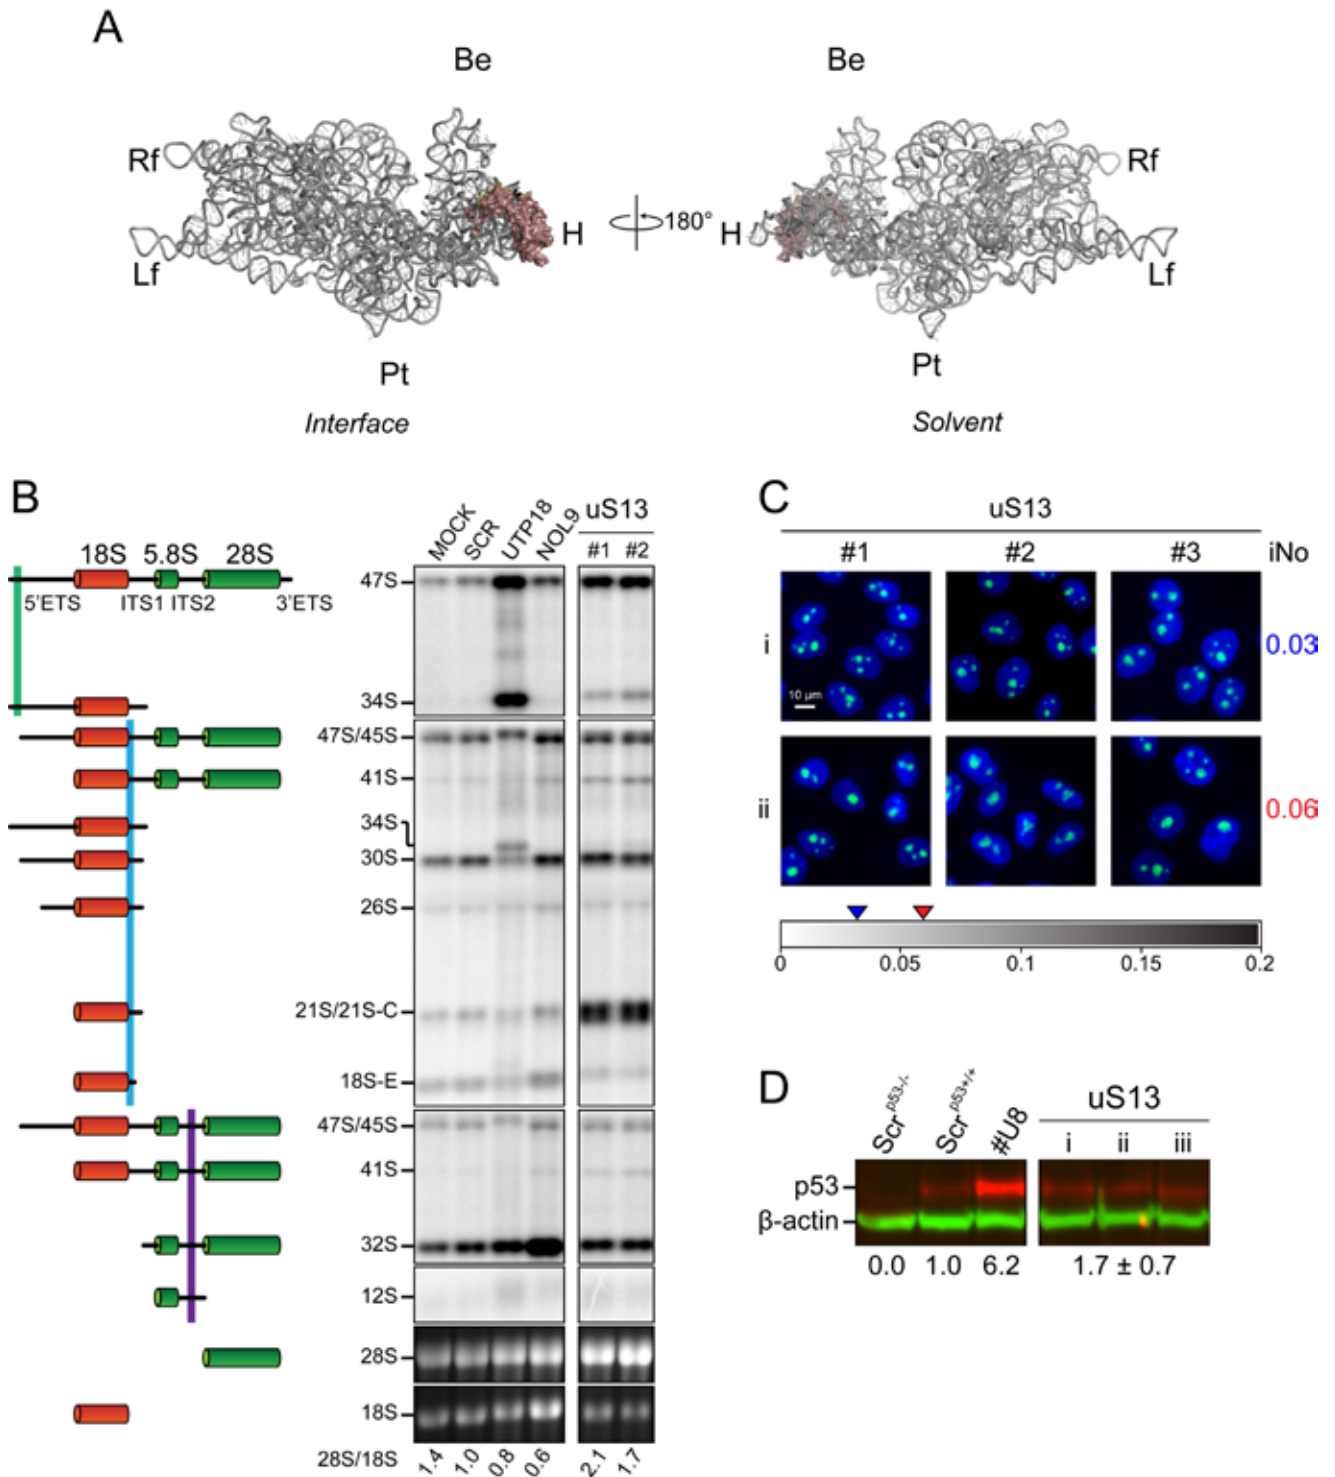 A
Be
Be
Rf
Rf
H
180°
H
Lf
Lf
Pt
Pt
Interface
Solvent
B
18S 5.8S 28S
5'ETS ITS1 ITS2 3'ETS
MOCK SCR UTP18 NOL9 uS13
#1 #2
47S
34S
47S/45S
41S
34S
30S
26S
21S/21S-C
18S-E
47S/45S
41S
32S
12S
28S
18S
28S/18S 1.4 1.0 0.8 0.6 2.1 1.7
C
uS13
#1 #2 #3 iNo
i 0.03
10 µm
ii 0.06
0 0.05 0.1 0.15 0.2
D
Scr p53-/- Scr p53+/+ #U8 uS13
i ii iii
p53
β-actin
0.0 1.0 6.2 1.7 ± 0.7